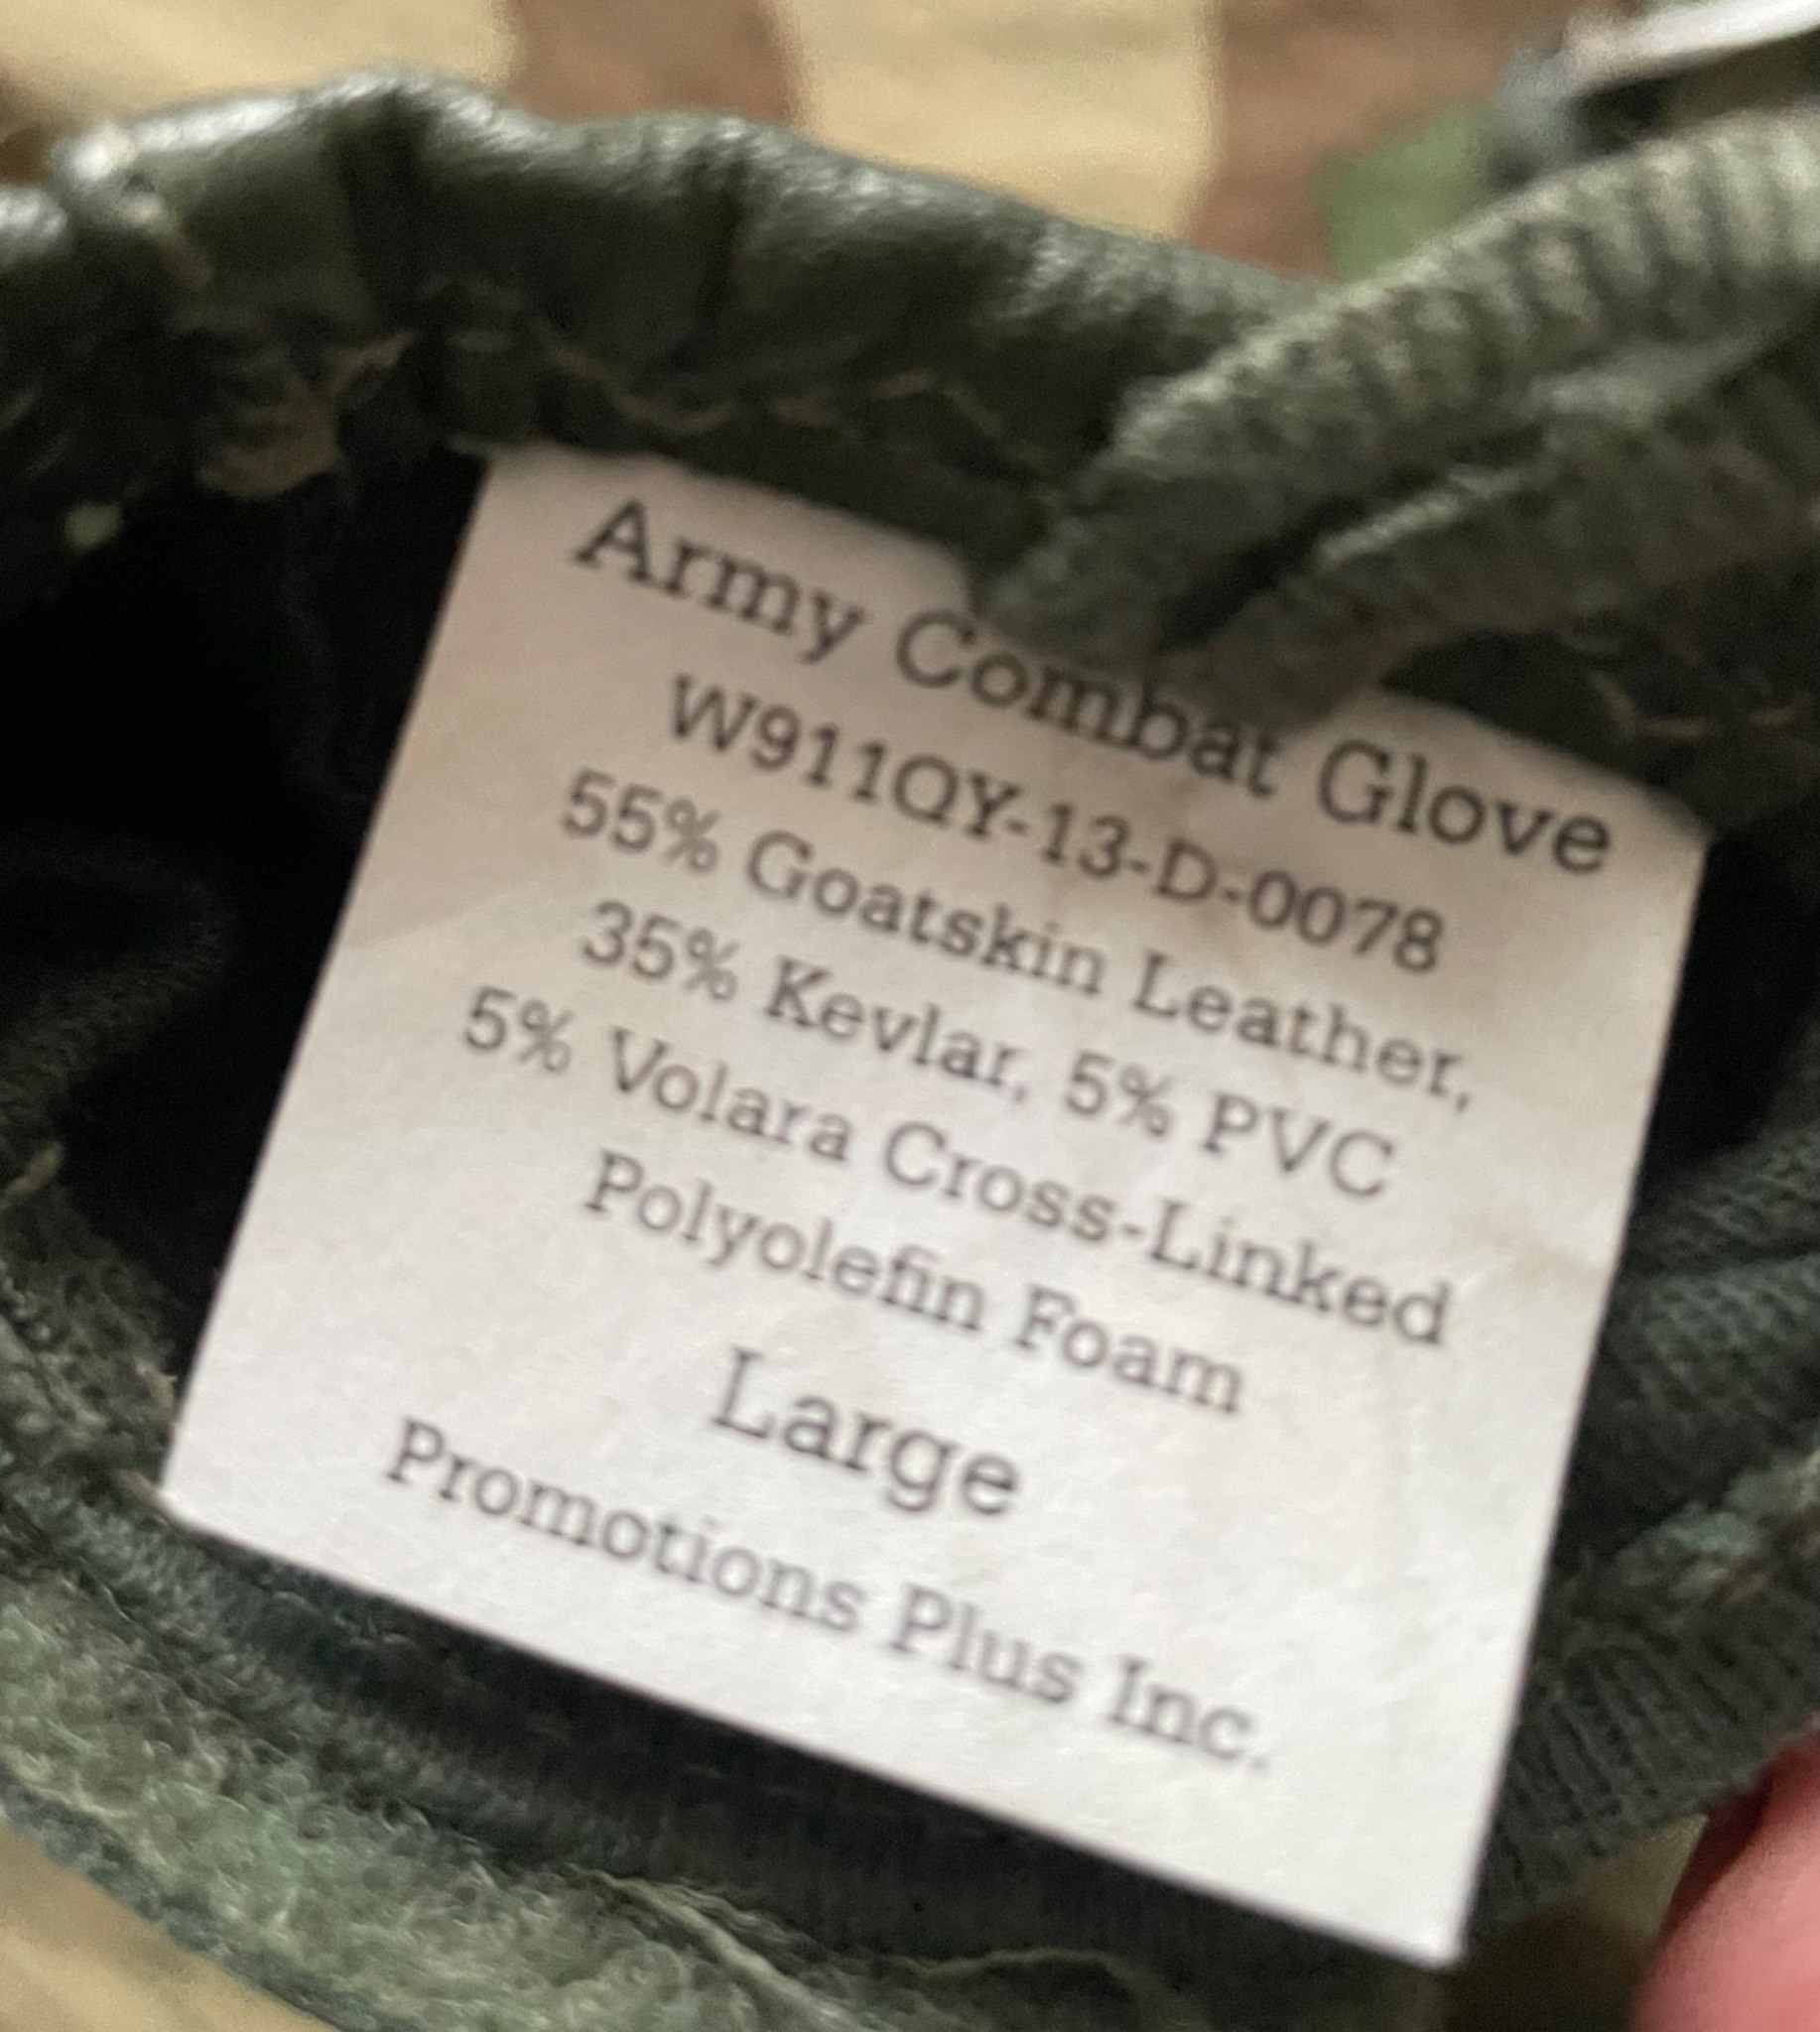 Army Combat Glove
W911QY-13-D-0078
55% Goatskin Leather,
35% Kevlar, 5% PVC
5% Volara Cross-Linked
Polyolefin Foam
Large
Promotions Plus Inc.